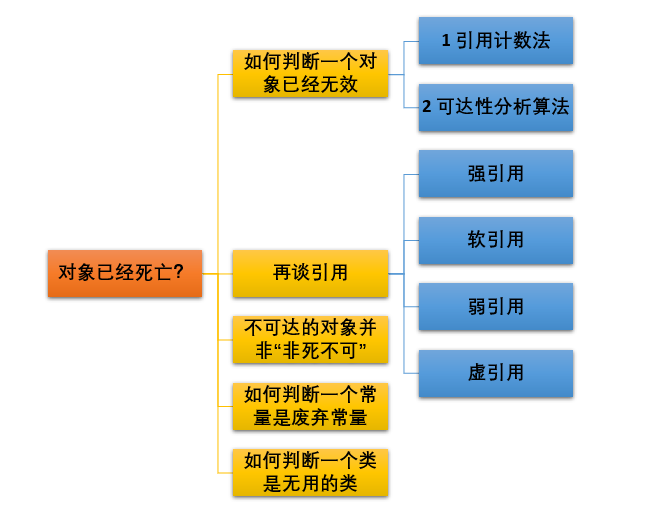 对象已经死亡?
如何判断一个对
象已经无效
1 引用计数法
2 可达性分析算法
再谈引用
强引用
软引用
弱引用
虚引用
不可达的对象并
非“非死不可”
如何判断一个常
量是废弃常量
如何判断一个类
是无用的类